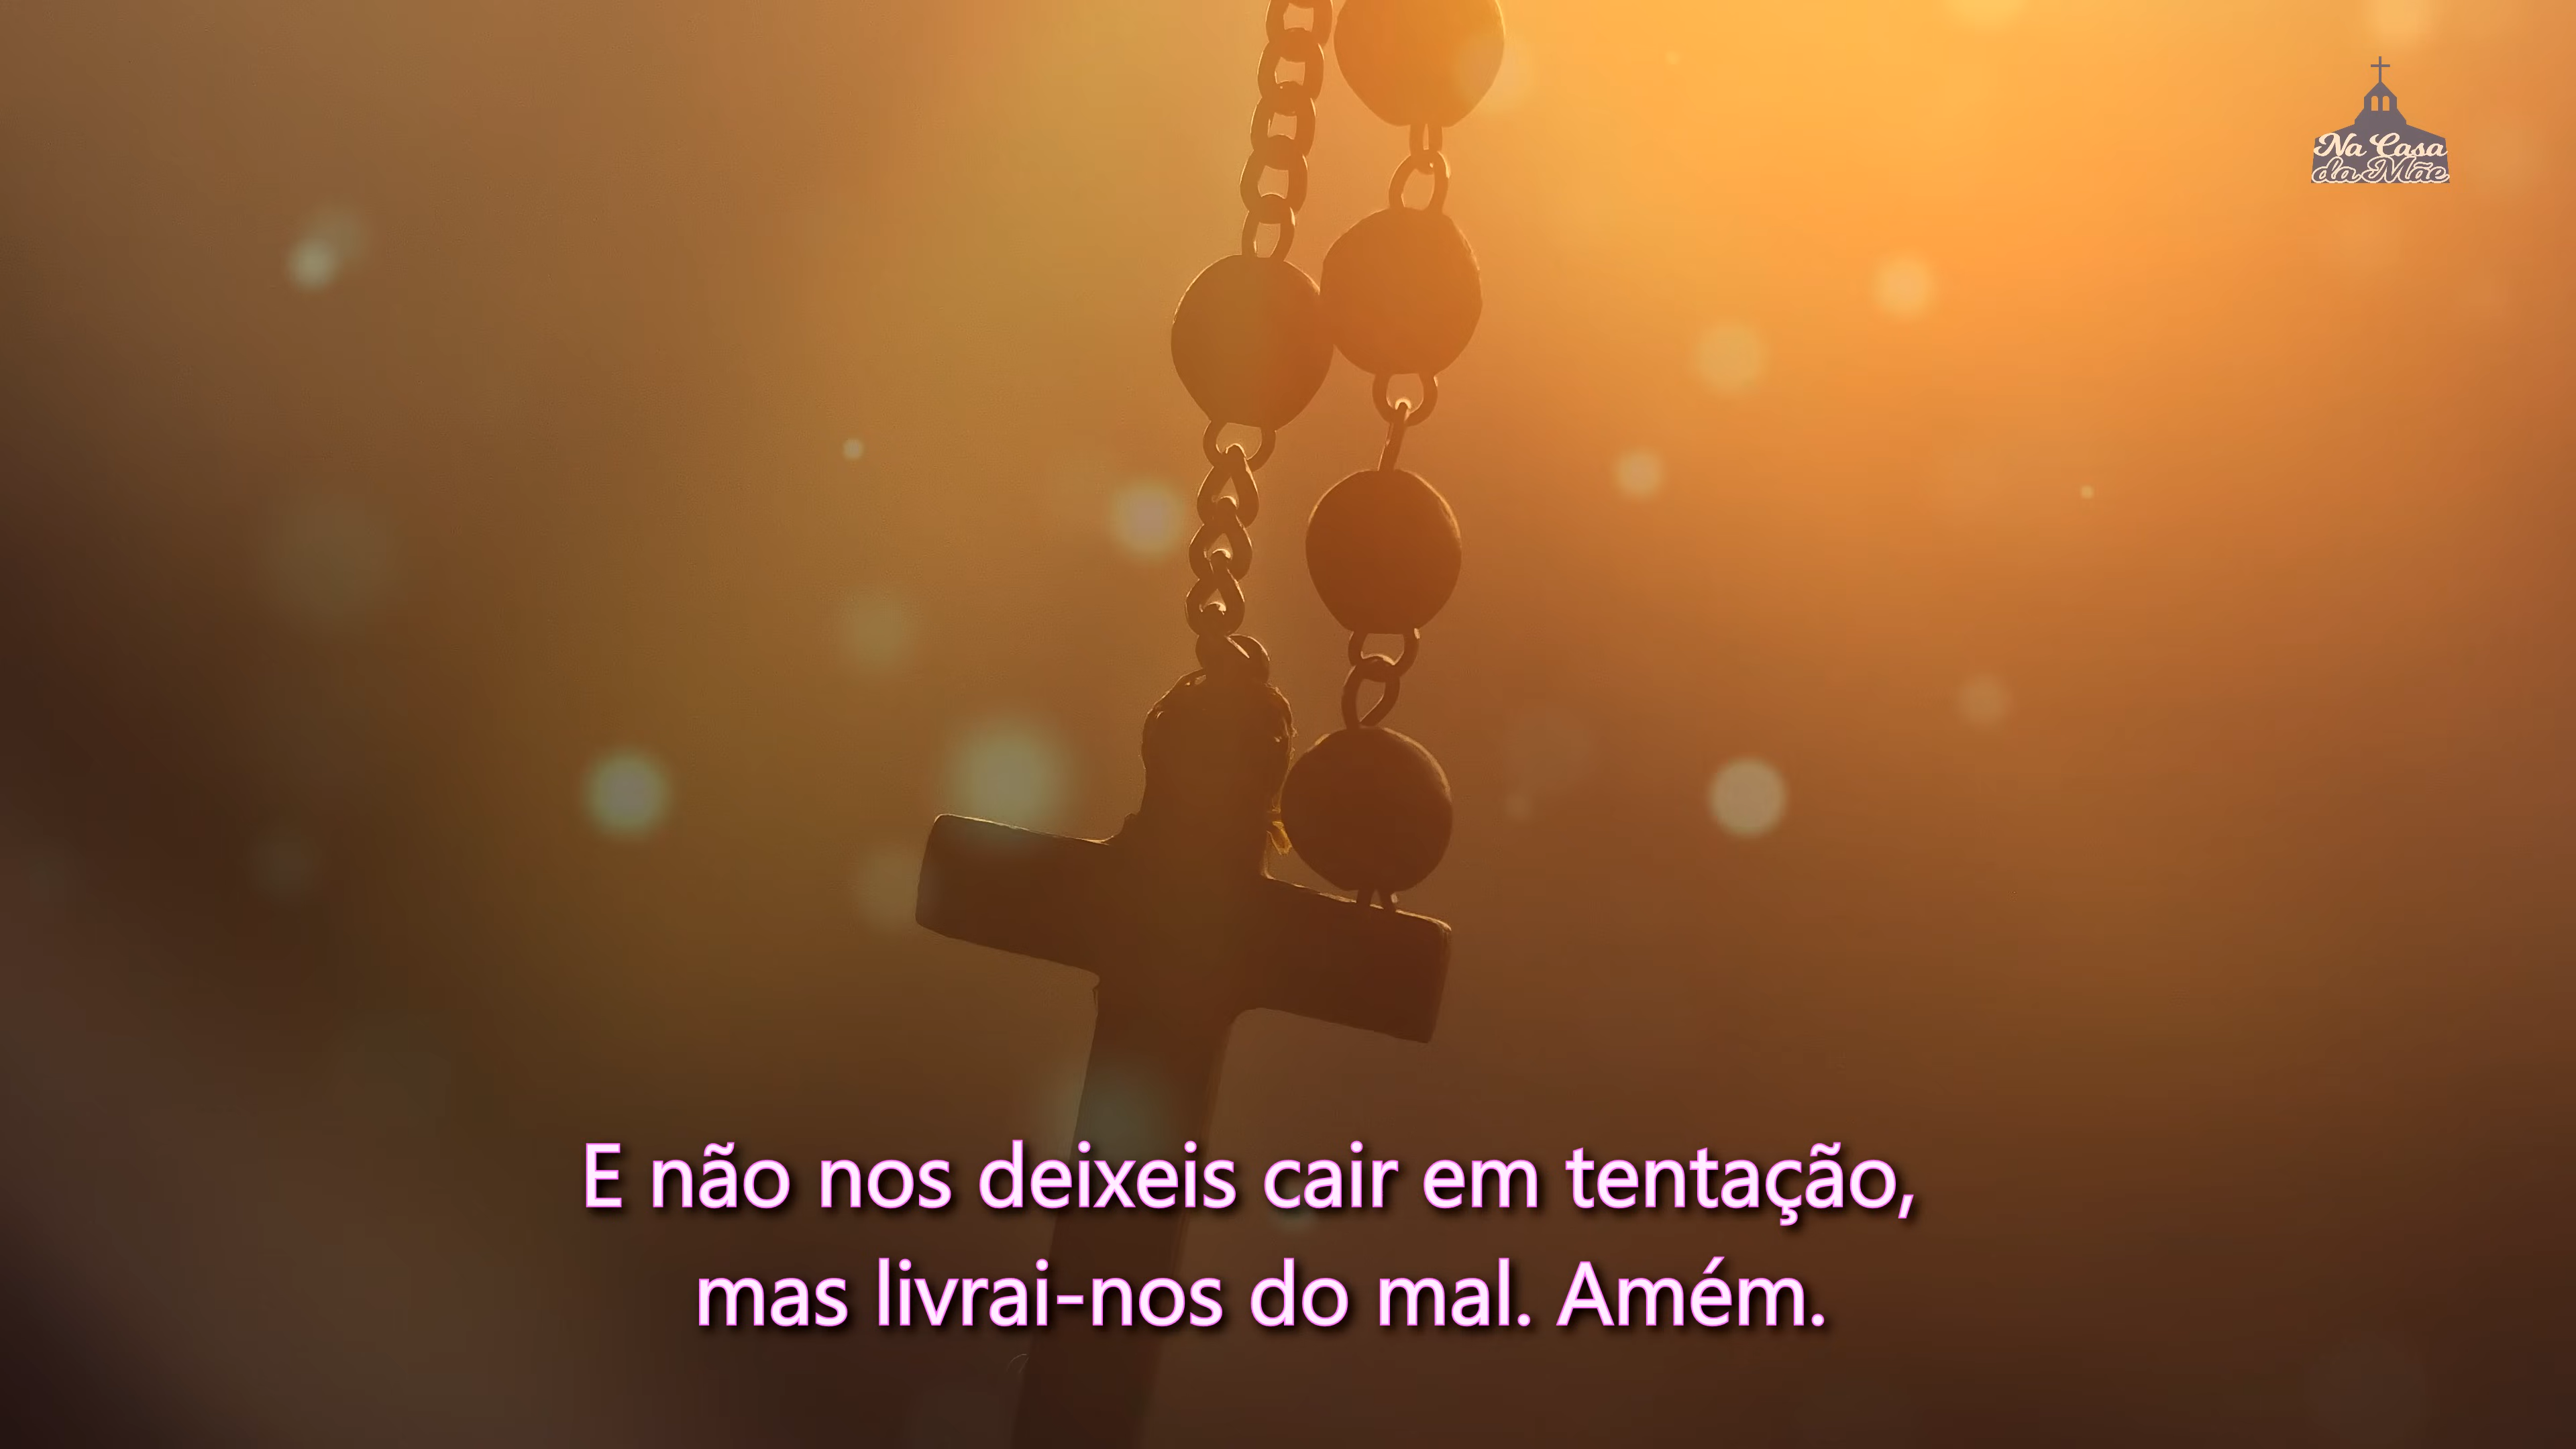 Na Casa
da Mãe
E não nos deixeis cair em tentação,
mas livrai-nos do mal. Amém.